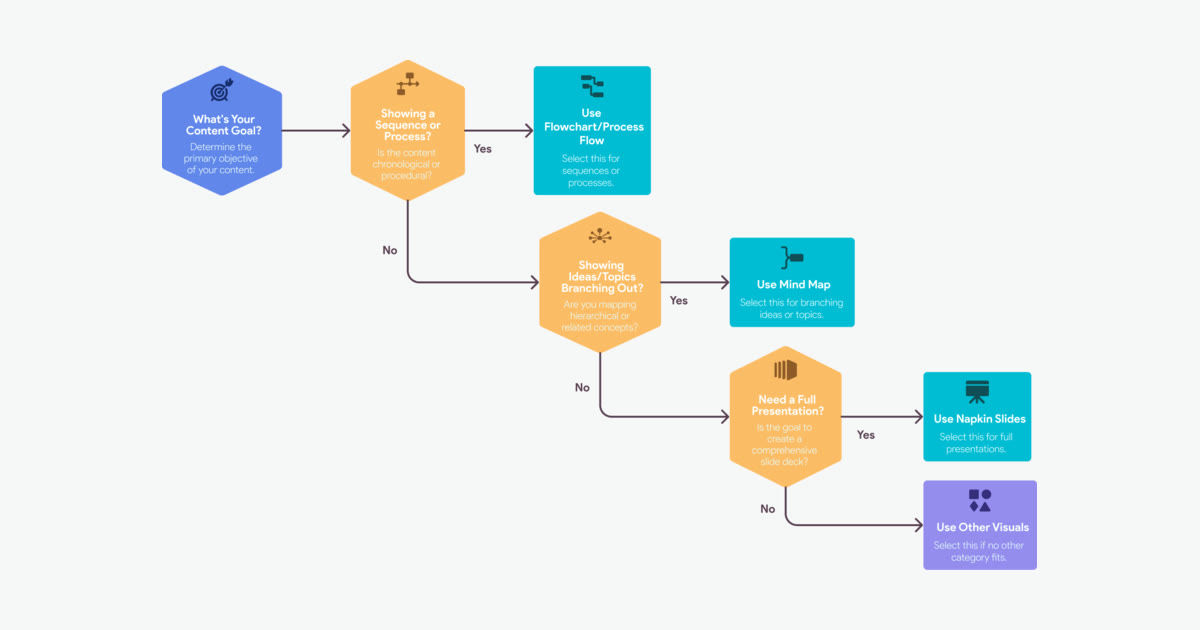 What's Your
Content Goal?
Determine the
primary objective
of your content.
Showing a
Sequence or
Process?
Is the content
chronological or
procedural?
Yes
Use
Flowchart/Process
Flow
Select this for
sequences or
processes.
No
Showing
Ideas/Topics
Branching Out?
Are you mapping
hierarchical or
related concepts?
Yes
Use Mind Map
Select this for branching
ideas or topics.
No
Need a Full
Presentation?
Is the goal to
create a
comprehensive
slide deck?
Yes
Use Napkin Slides
Select this for full
presentations.
No
Use Other Visuals
Select this if no other
category fits.